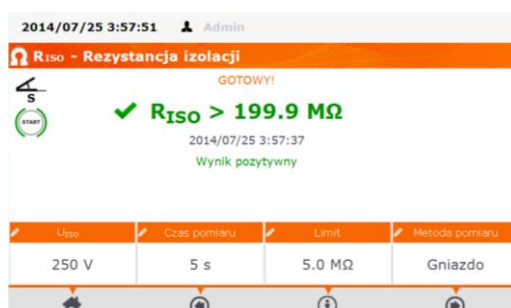 2014/07/25 3:57:51 Admin
Ω RISO - Rezystancja izolacji
GOTOWY!
S
START
RISO > 199.9 MΩ
2014/07/25 3:57:37
Wynik pozytywny
UISO Czas pomiaru Limit Metoda pomiaru
250 V 5 s 5.0 MΩ Gniazdo